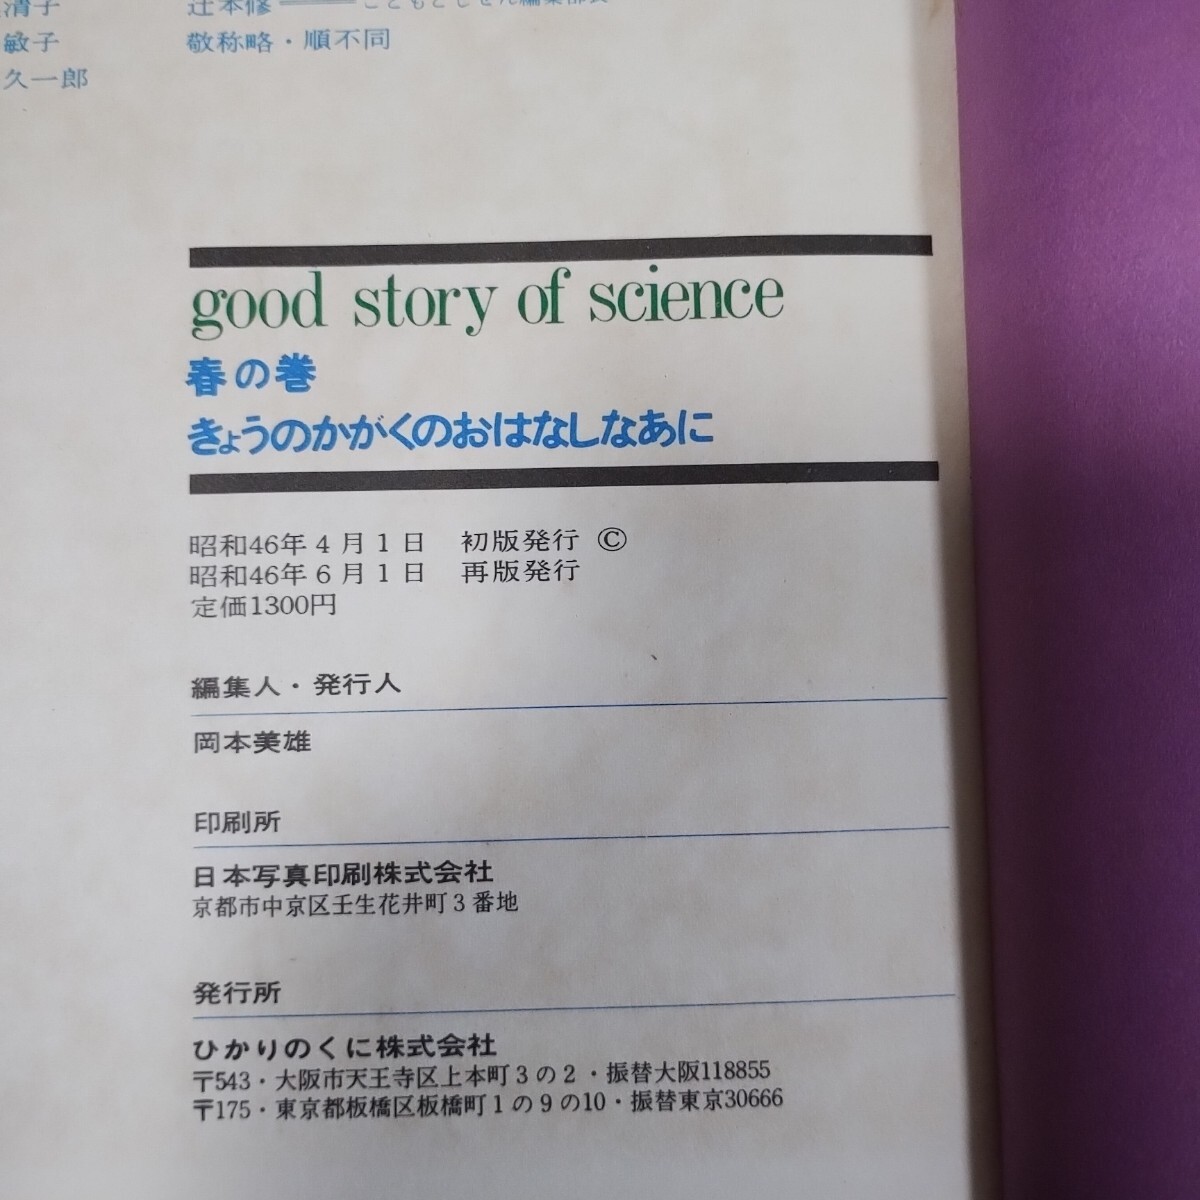 清子
辻本修
敏子
敬称略・順不同
久一郎
good story of science
春の巻
きょうのかがくのおはなしなあに
昭和46年4月1日 初版発行 ©
昭和46年6月1日 再版発行
定価1300円
編集人・発行人
岡本美雄
印刷所
日本写真印刷株式会社
京都市中京区壬生花井町3番地
発行所
ひかりのくに株式会社
〒543・大阪市天王寺区上本町3の2・振替大阪118855
〒175・東京都板橋区板橋町1の9の10・振替東京30666